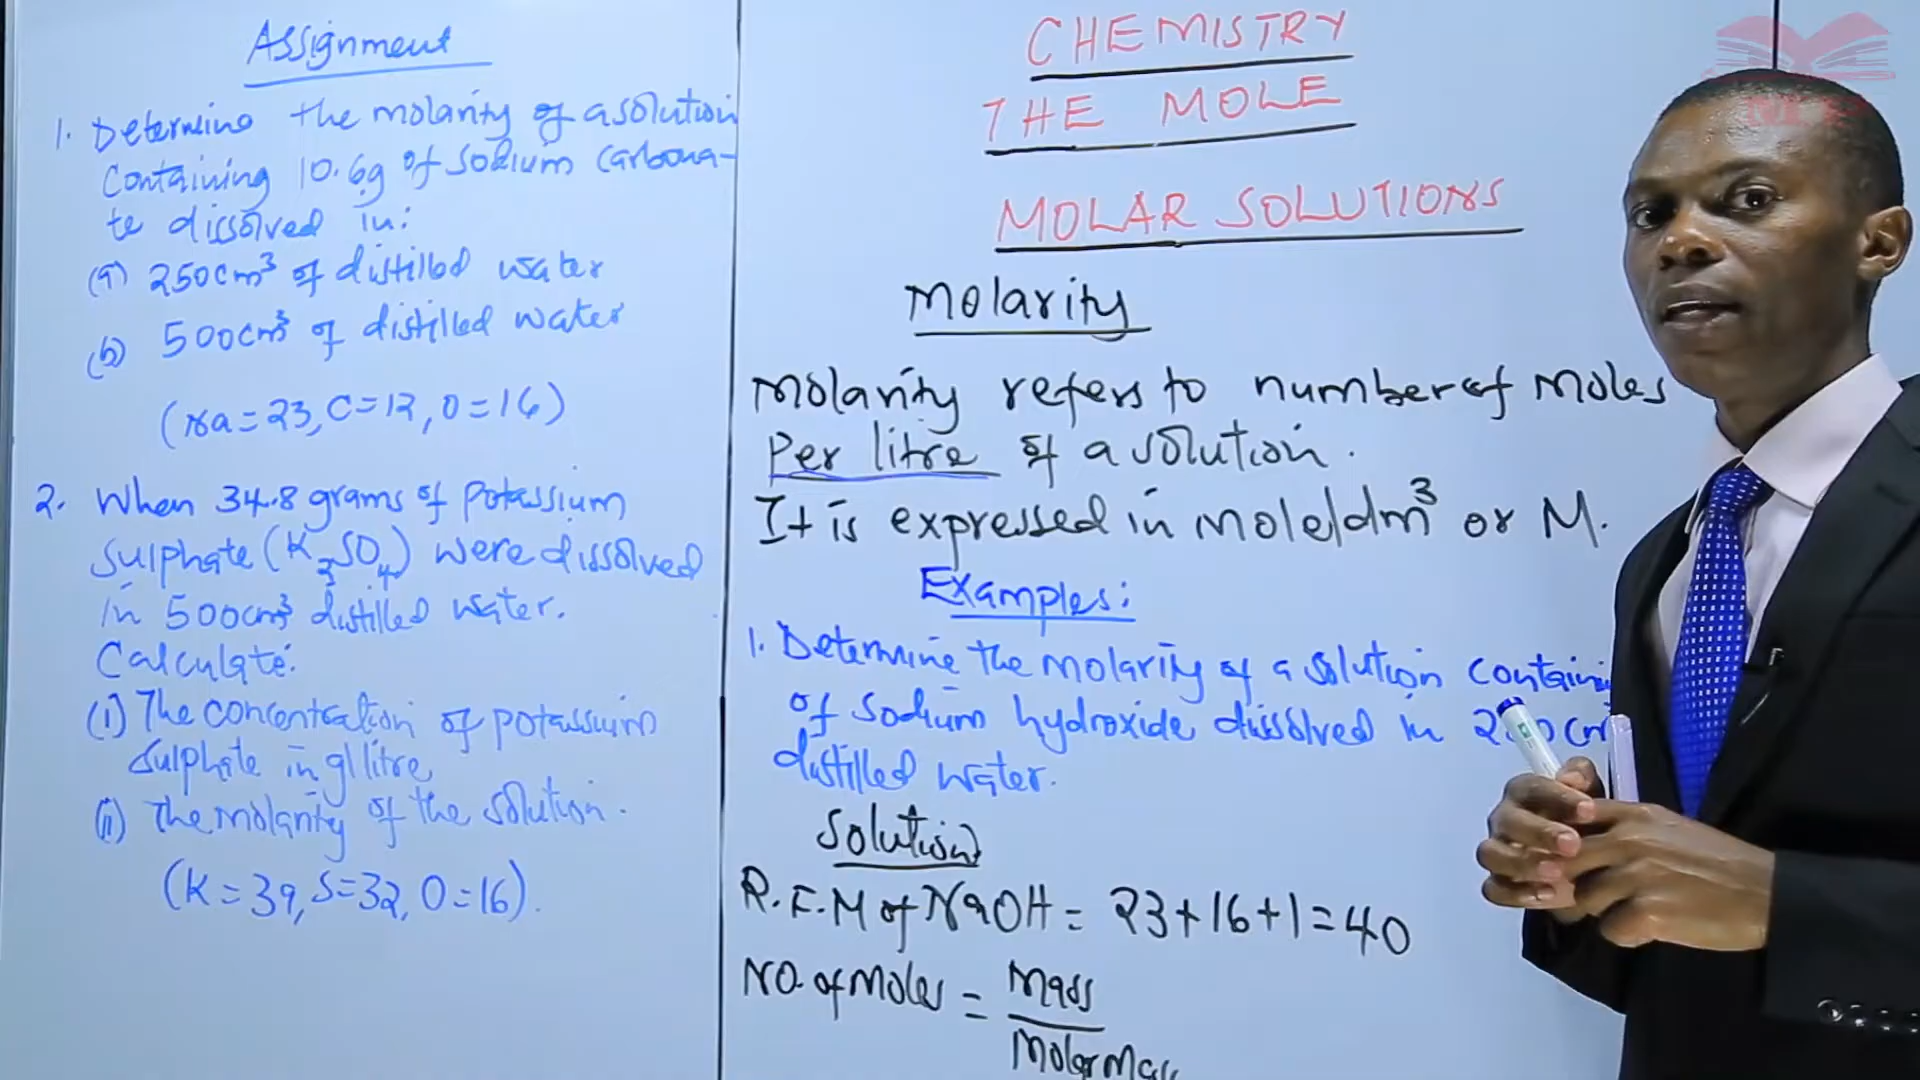 Assignment
1. Determine the molarity of a solution
containing 10.6g of sodium carbona-
te dissolved in:
(a) 250cm³ of distilled water
(b) 500cm³ of distilled water
(Na=23, C=12, O=16)
2. When 34.8 grams of potassium
sulphate (K₂SO₄) were dissolved
in 500cm³ distilled water.
Calculate:
(i) The concentration of potassium
sulphate in g/litre
(ii) The molarity of the solution.
(K=39, S=32, O=16).
CHEMISTRY
THE MOLE
MOLAR SOLUTIONS
Molarity
Molarity refers to number of moles
Per litre of a solution.
It is expressed in mole/dm³ or M.
Examples:
1. Determine the molarity of a solution containi
of sodium hydroxide dissolved in cm
distilled water.
Solution
R.F.M of NaOH = 23+16+1=40
NO. of moles = Mass
Molar Mass